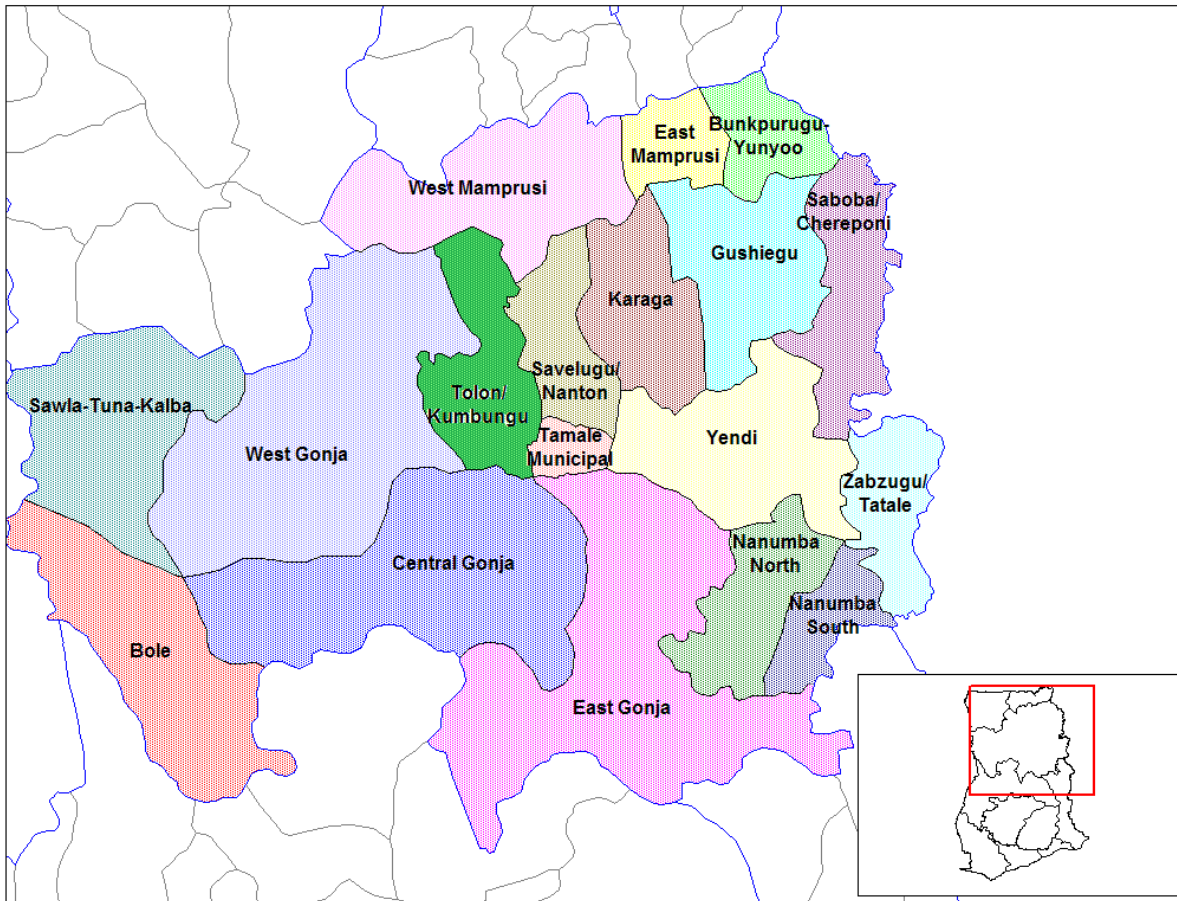 East
Mamprusi
Bunkpurugu-
Yunyoo
West Mamprusi
Saboba/
Chereponi
Gushiegu
Karaga
Savelugu/
Nanton
Tolon/
Kumbungu
Sawla-Tuna-Kalba
West Gonja
Tamale
Municipal
Yendi
Zabzugu/
Tatale
Central Gonja
Nanumba
North
Nanumba
South
Bole
East Gonja